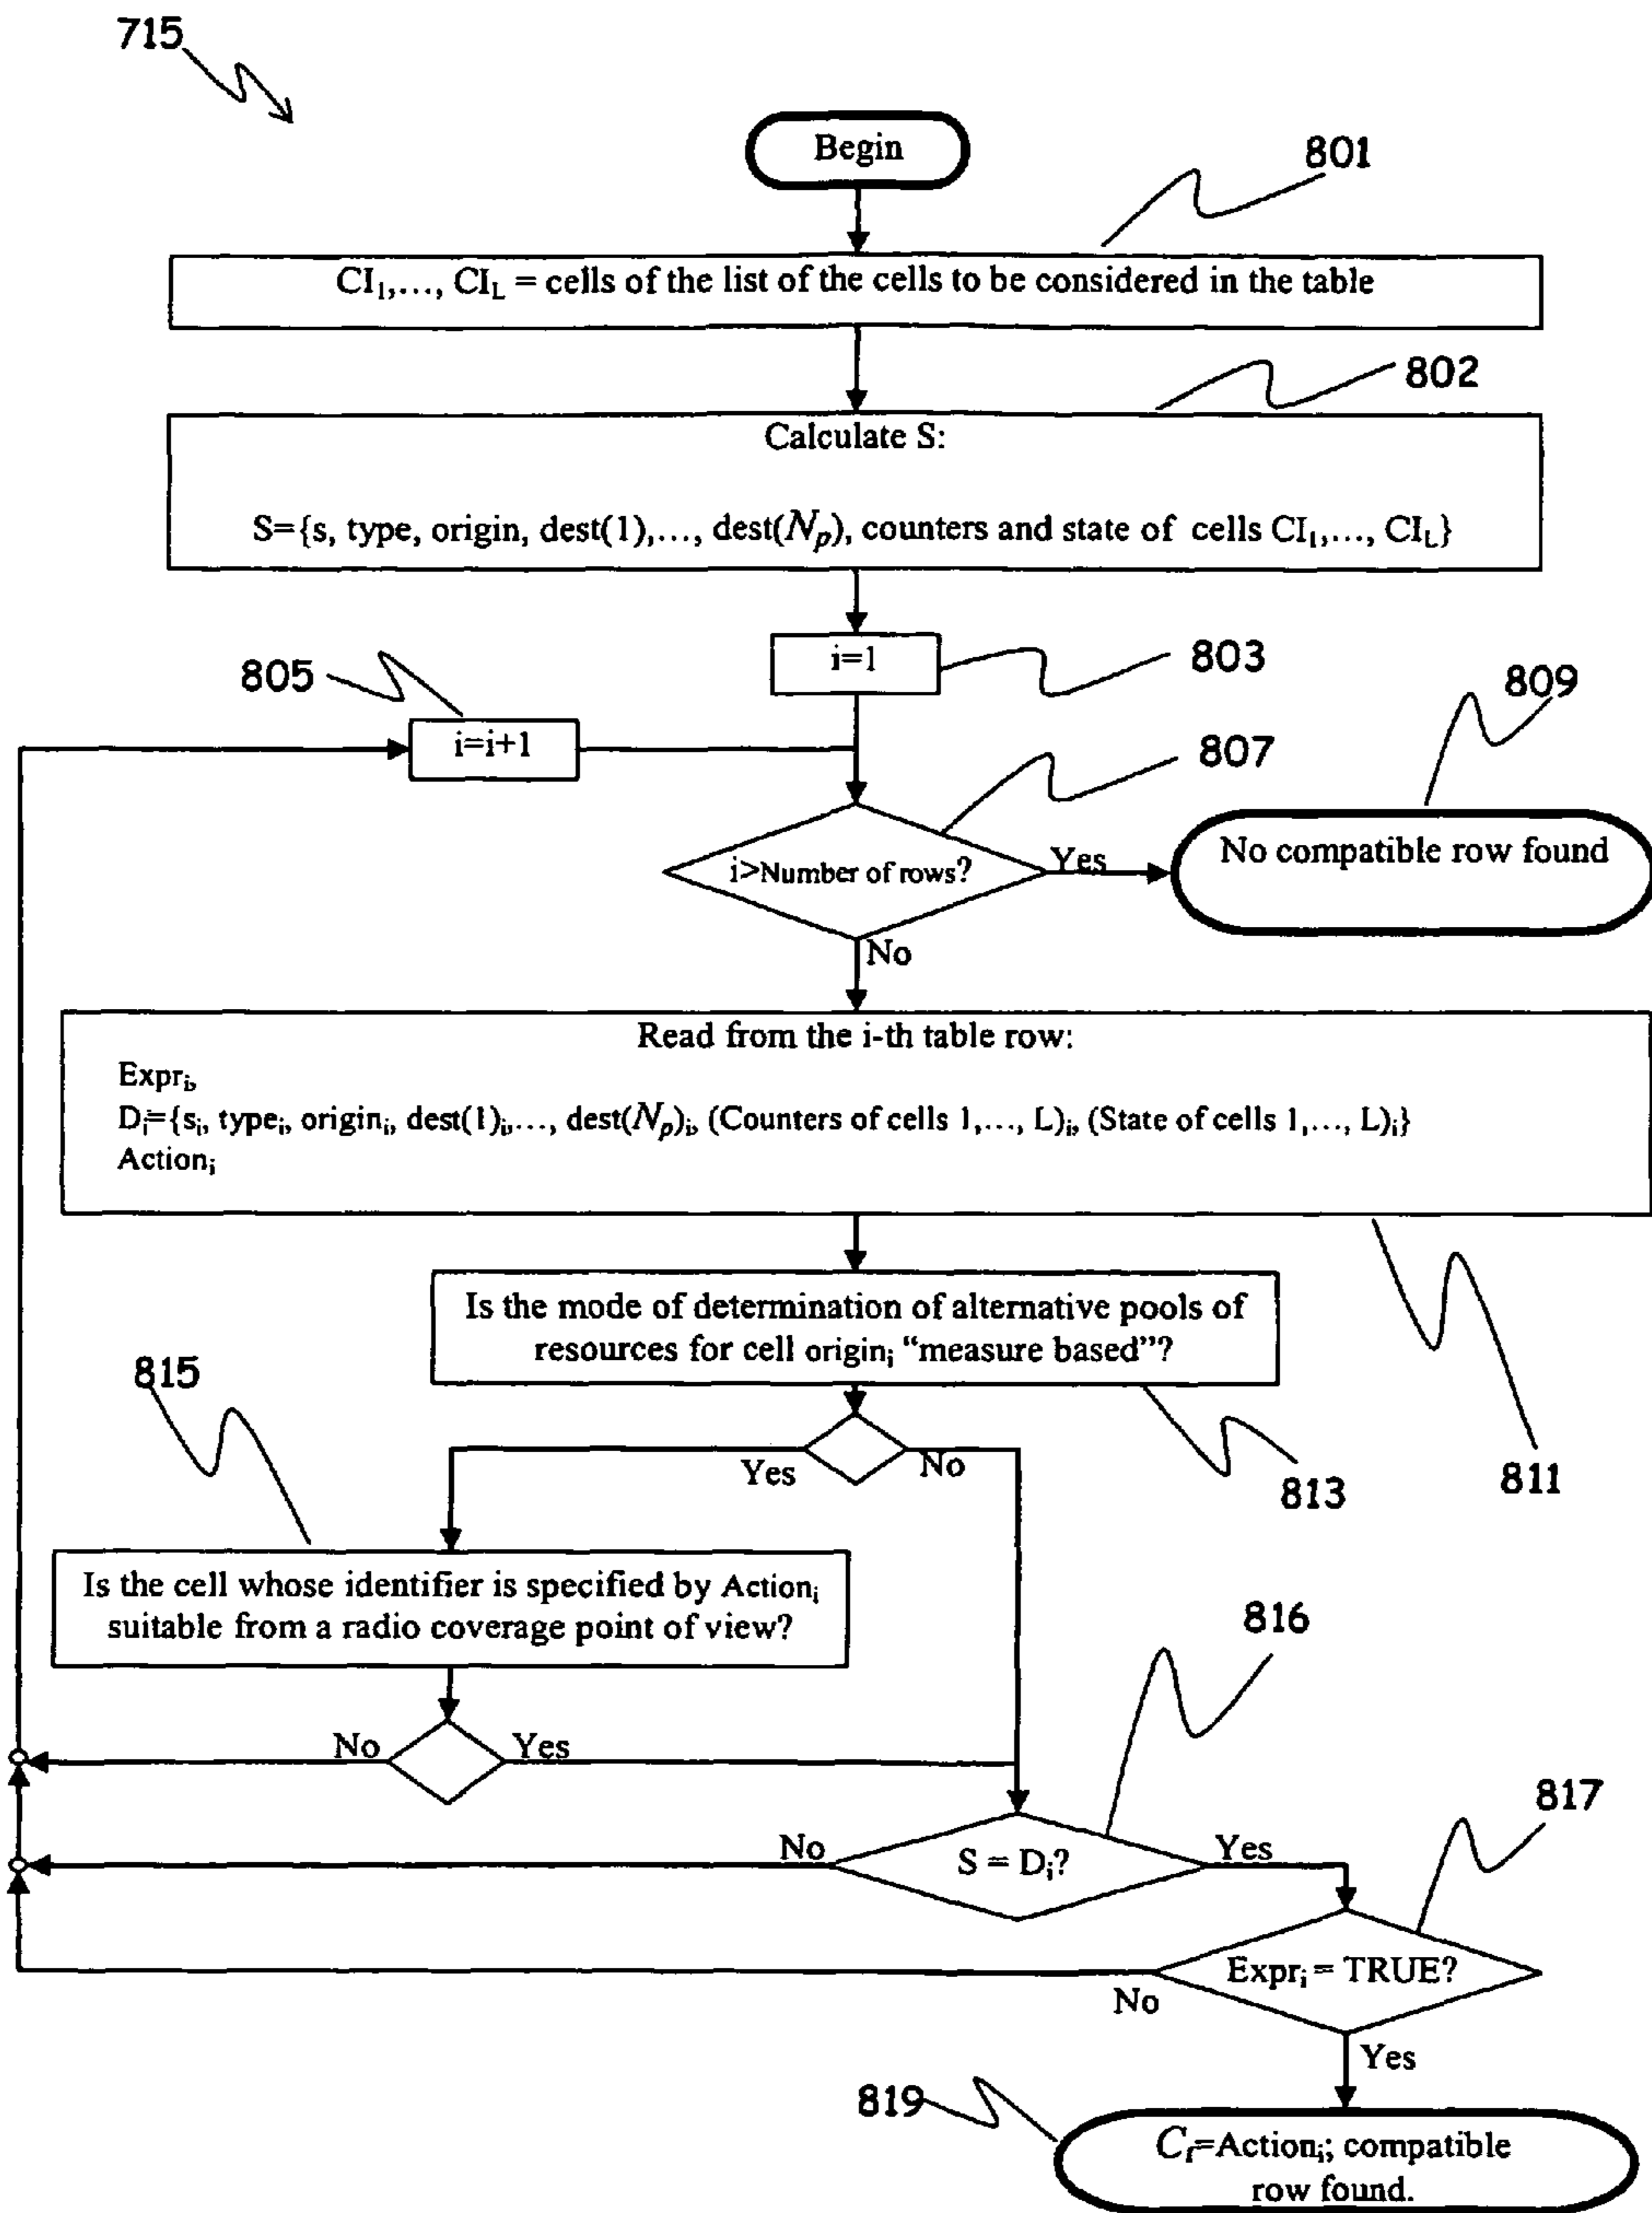 715
Begin
801
CI₁,..., CI_L = cells of the list of the cells to be considered in the table
802
Calculate S:
S={s, type, origin, dest(1),..., dest(Nₚ), counters and state of cells CI₁,..., CI_L}
i=1
803
805
i=i+1
807
809
i>Number of rows?
Yes
No compatible row found
No
Read from the i-th table row:
Exprᵢ,
Dᵢ={sᵢ, typeᵢ, originᵢ, dest(1)ᵢ,..., dest(Nₚ)ᵢ, (Counters of cells 1,..., L)ᵢ, (State of cells 1,..., L)ᵢ}
Actionᵢ
811
Is the mode of determination of alternative pools of
resources for cell originᵢ “measure based”?
813
Yes
No
815
Is the cell whose identifier is specified by Actionᵢ
suitable from a radio coverage point of view?
816
No
Yes
817
No
S = Dᵢ?
Yes
Exprᵢ = TRUE?
No
Yes
819
C_f=Actionᵢ; compatible
row found.